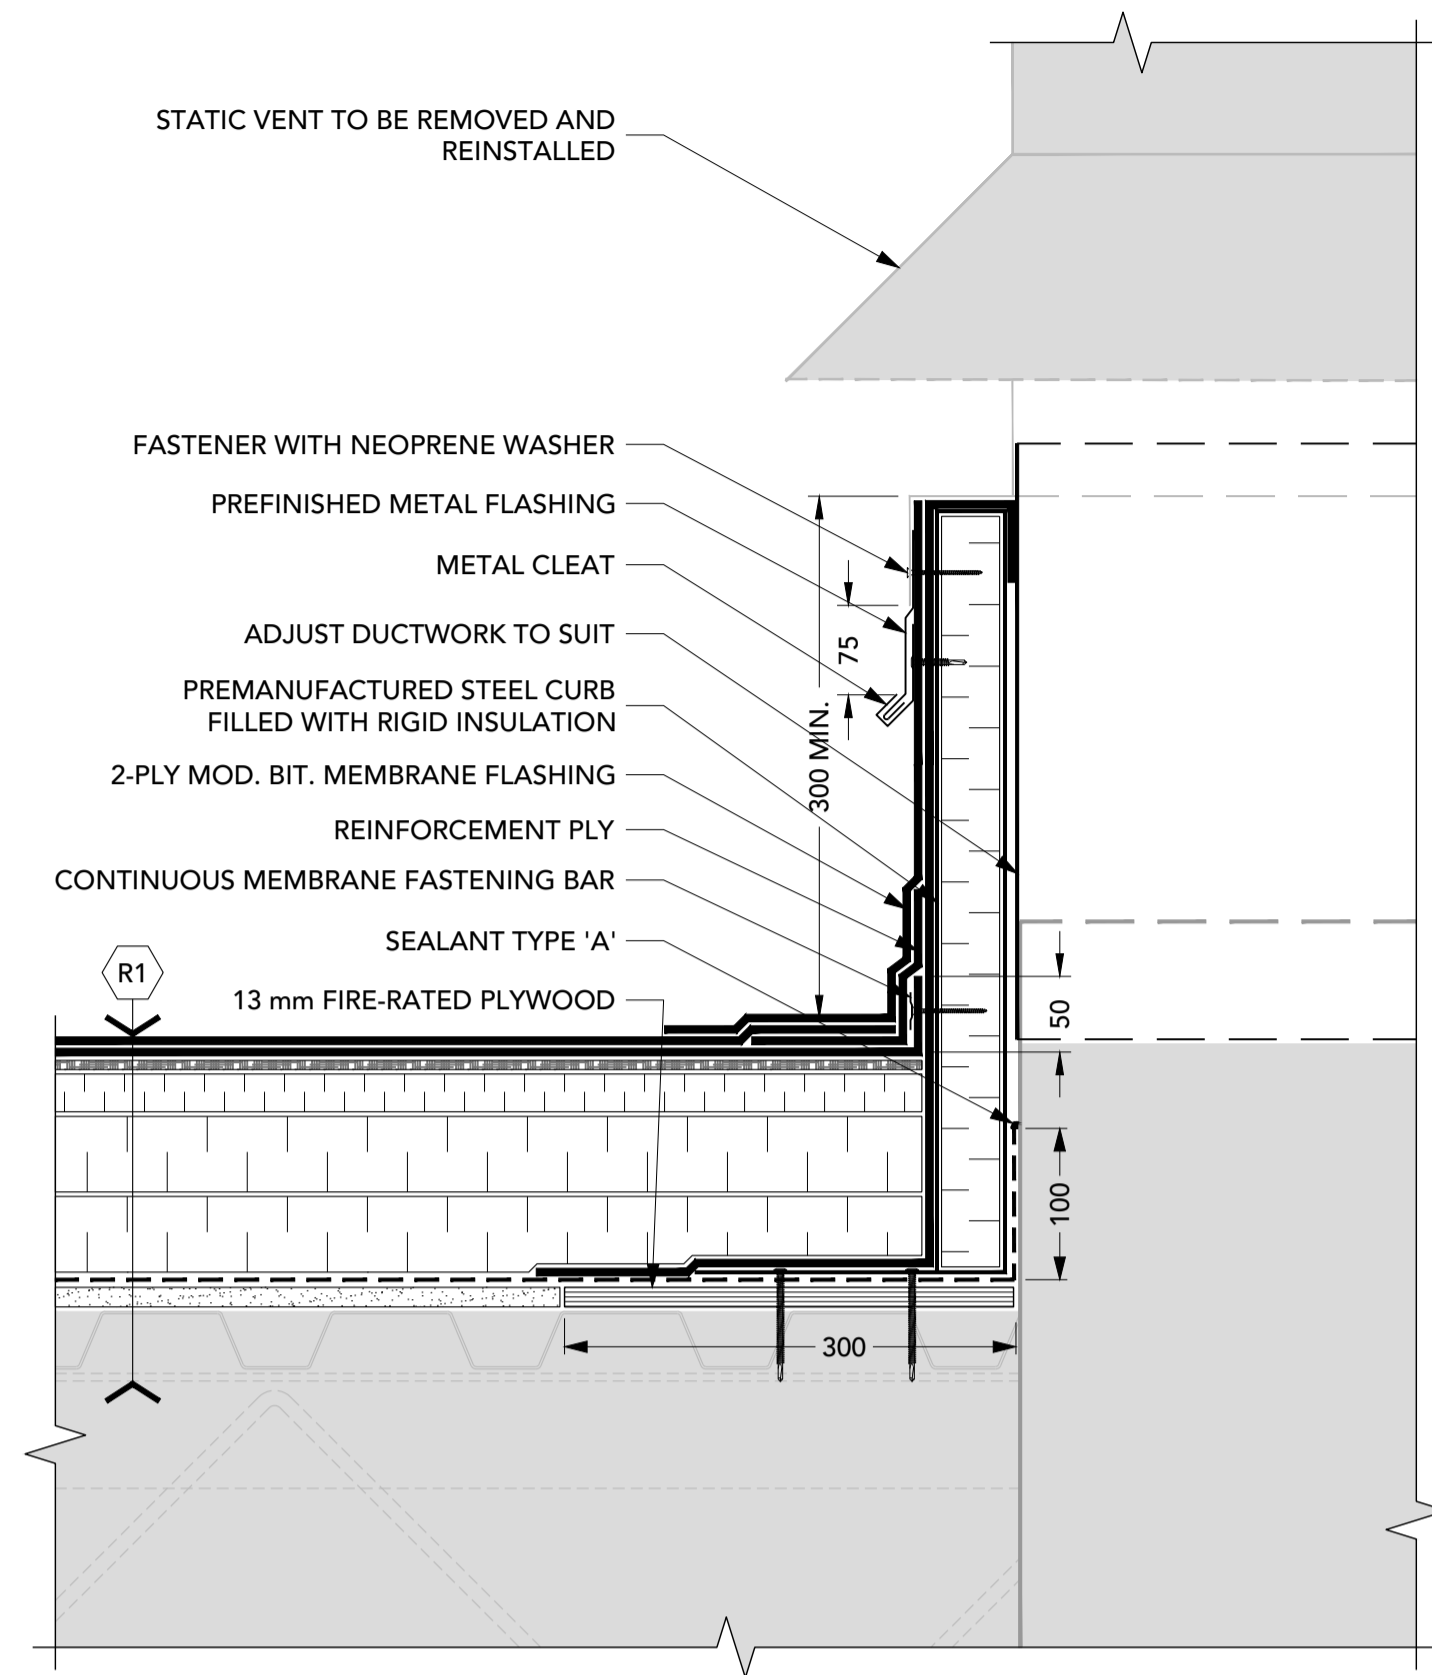 STATIC VENT TO BE REMOVED AND
REINSTALLED
FASTENER WITH NEOPRENE WASHER
PREFINISHED METAL FLASHING
METAL CLEAT
ADJUST DUCTWORK TO SUIT
75
PREMANUFACTURED STEEL CURB
FILLED WITH RIGID INSULATION
300 MIN.
2-PLY MOD. BIT. MEMBRANE FLASHING
REINFORCEMENT PLY
CONTINUOUS MEMBRANE FASTENING BAR
SEALANT TYPE 'A'
R1
13 mm FIRE-RATED PLYWOOD
50
100
300